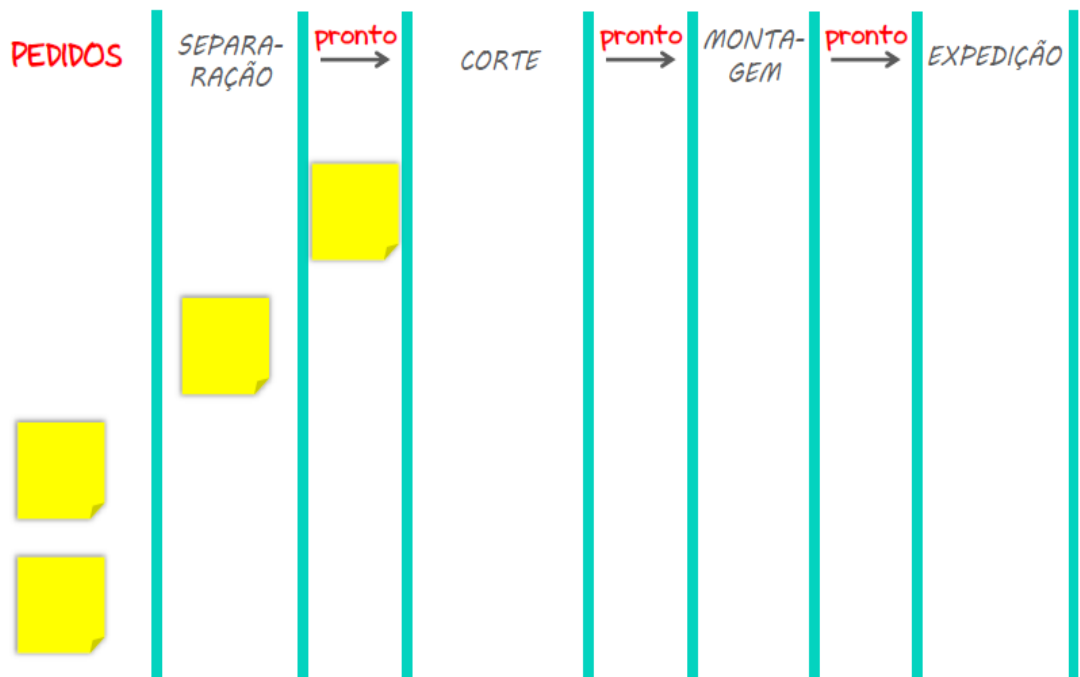 PEDIDOS
SEPARA-
RAÇÃO
pronto
CORTE
pronto
MONTA-
GEM
pronto
EXPEDIÇÃO